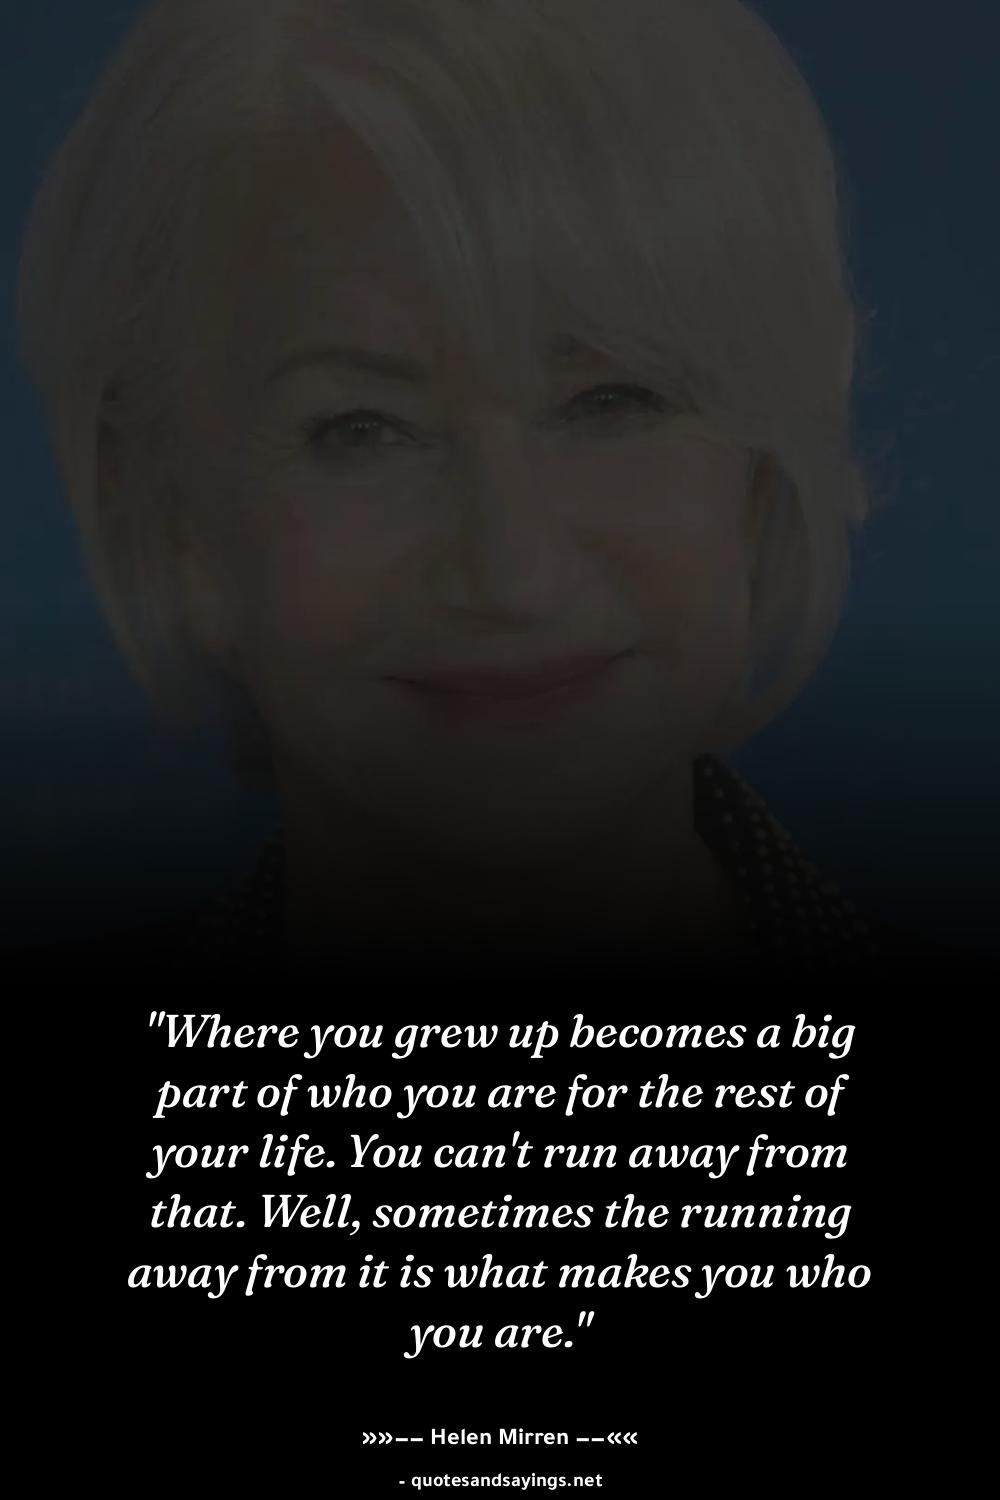 "Where you grew up becomes a big
part of who you are for the rest of
your life. You can't run away from
that. Well, sometimes the running
away from it is what makes you who
you are."
»»−− Helen Mirren −−««
- quotesandsayings.net